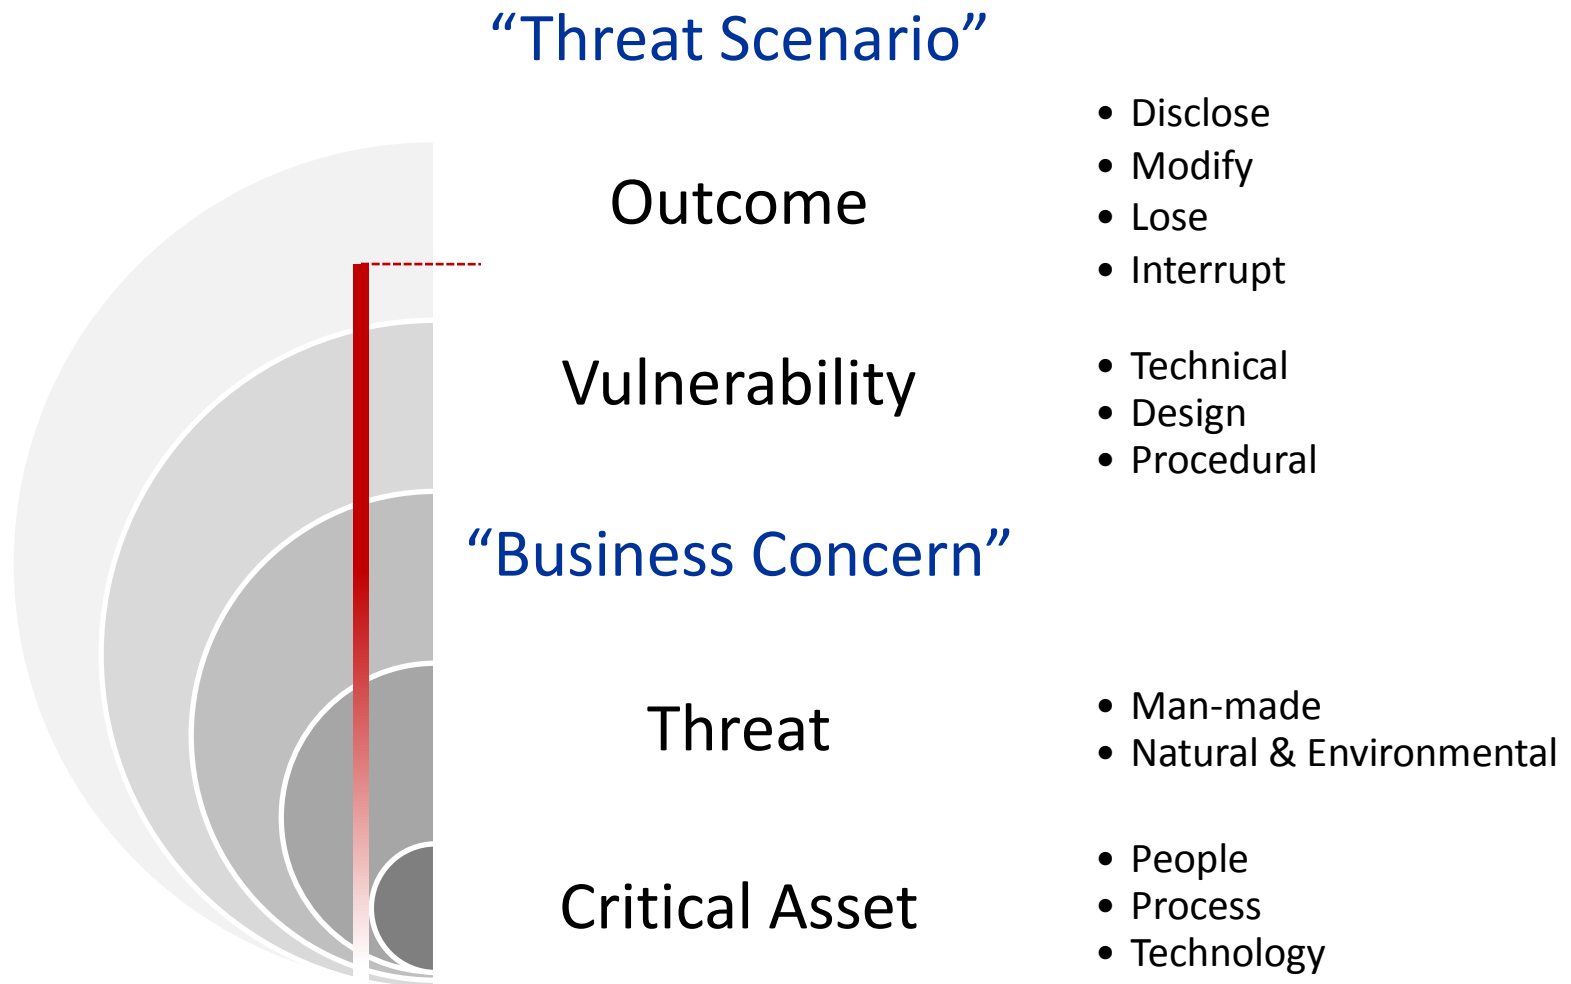 “Threat Scenario”
Outcome
• Disclose
• Modify
• Lose
• Interrupt
Vulnerability
• Technical
• Design
• Procedural
“Business Concern”
Threat
• Man-made
• Natural & Environmental
Critical Asset
• People
• Process
• Technology